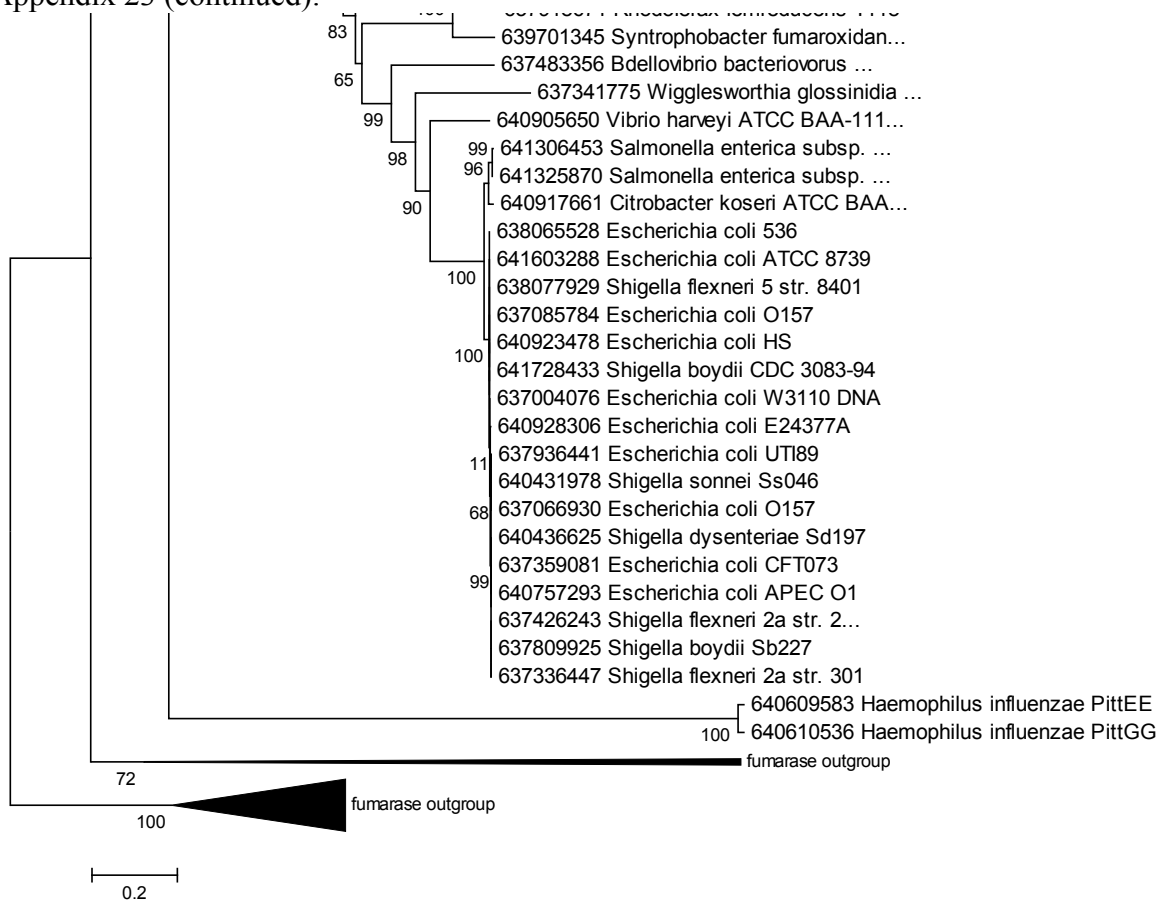 Appendix 23 (continued).
83
639701345 Syntrophobacter fumaroxidan...
637483356 Bdellovibrio bacteriovorus ...
65
637341775 Wigglesworthia glossinidia ...
99
640905650 Vibrio harveyi ATCC BAA-111...
99
641306453 Salmonella enterica subsp. ...
98
96
641325870 Salmonella enterica subsp. ...
90
640917661 Citrobacter koseri ATCC BAA...
638065528 Escherichia coli 536
641603288 Escherichia coli ATCC 8739
100
638077929 Shigella flexneri 5 str. 8401
637085784 Escherichia coli O157
640923478 Escherichia coli HS
100
641728433 Shigella boydii CDC 3083-94
637004076 Escherichia coli W3110 DNA
640928306 Escherichia coli E24377A
637936441 Escherichia coli UTI89
11
640431978 Shigella sonnei Ss046
637066930 Escherichia coli O157
68
640436625 Shigella dysenteriae Sd197
637359081 Escherichia coli CFT073
99
640757293 Escherichia coli APEC O1
637426243 Shigella flexneri 2a str. 2...
637809925 Shigella boydii Sb227
637336447 Shigella flexneri 2a str. 301
640609583 Haemophilus influenzae PittEE
100
640610536 Haemophilus influenzae PittGG
fumarase outgroup
72
fumarase outgroup
100
0.2